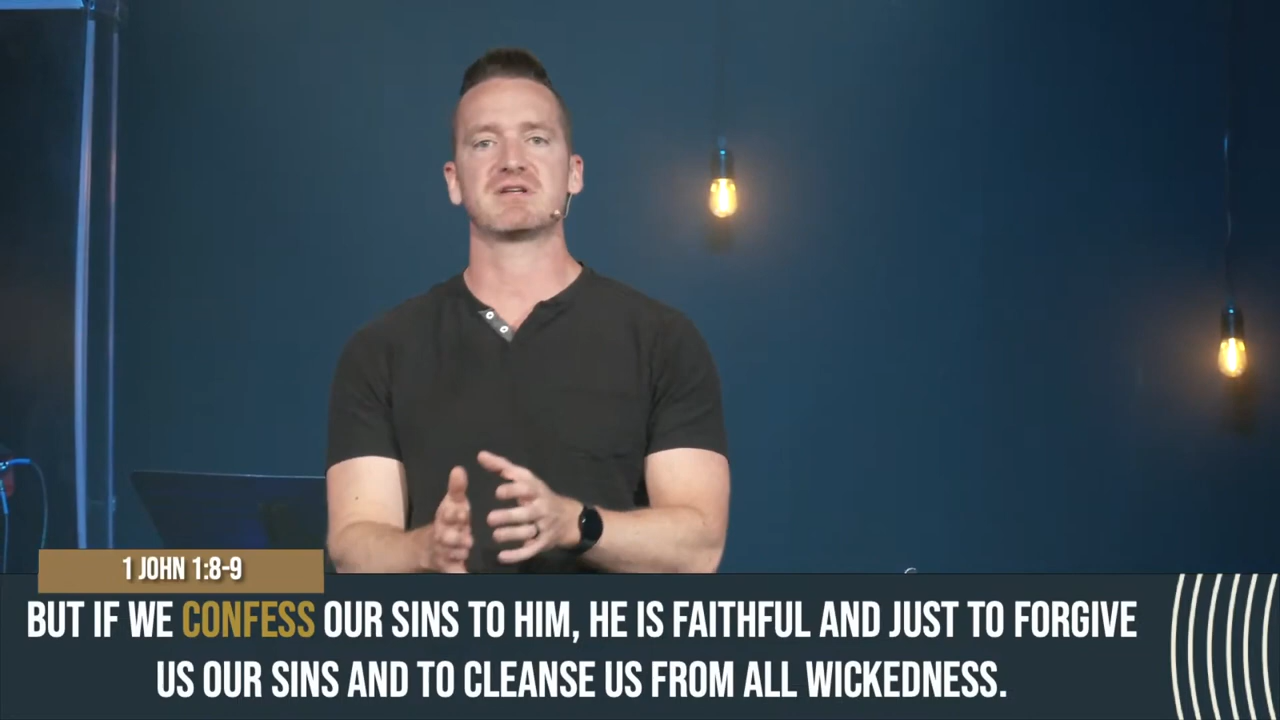 1 JOHN 1:8-9
BUT IF WE CONFESS OUR SINS TO HIM, HE IS FAITHFUL AND JUST TO FORGIVE
US OUR SINS AND TO CLEANSE US FROM ALL WICKEDNESS.